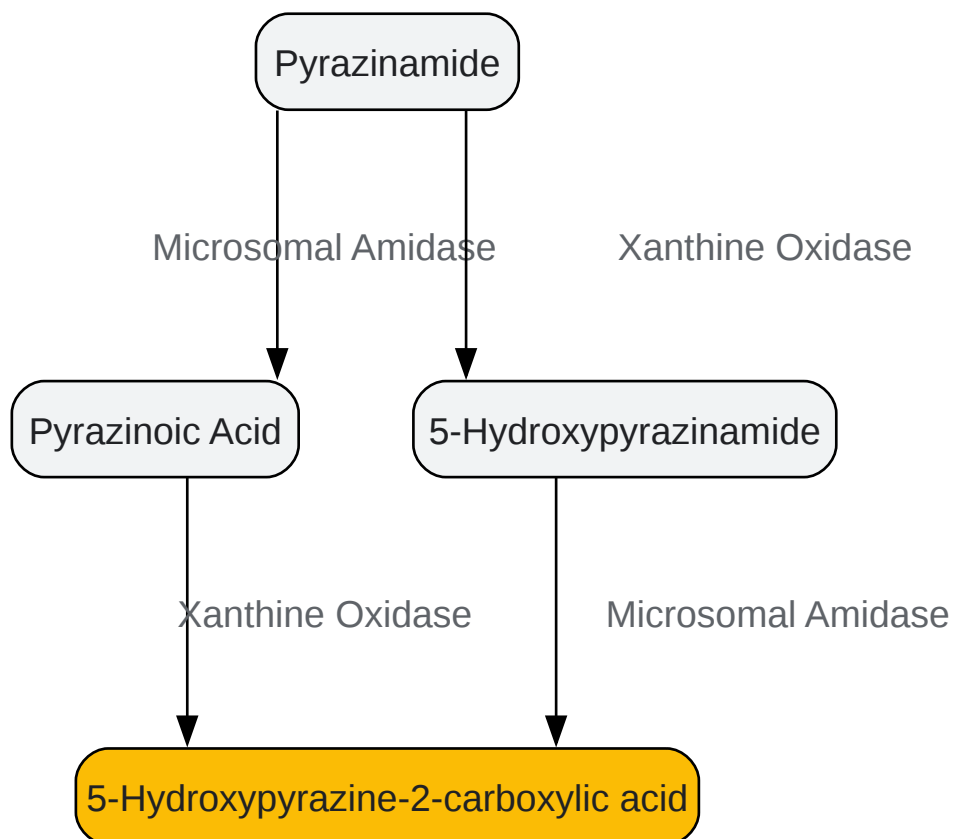 Pyrazinamide
Microsomal Amidase
Xanthine Oxidase
Pyrazinoic Acid
5-Hydroxypyrazinamide
Xanthine Oxidase
Microsomal Amidase
5-Hydroxypyrazine-2-carboxylic acid